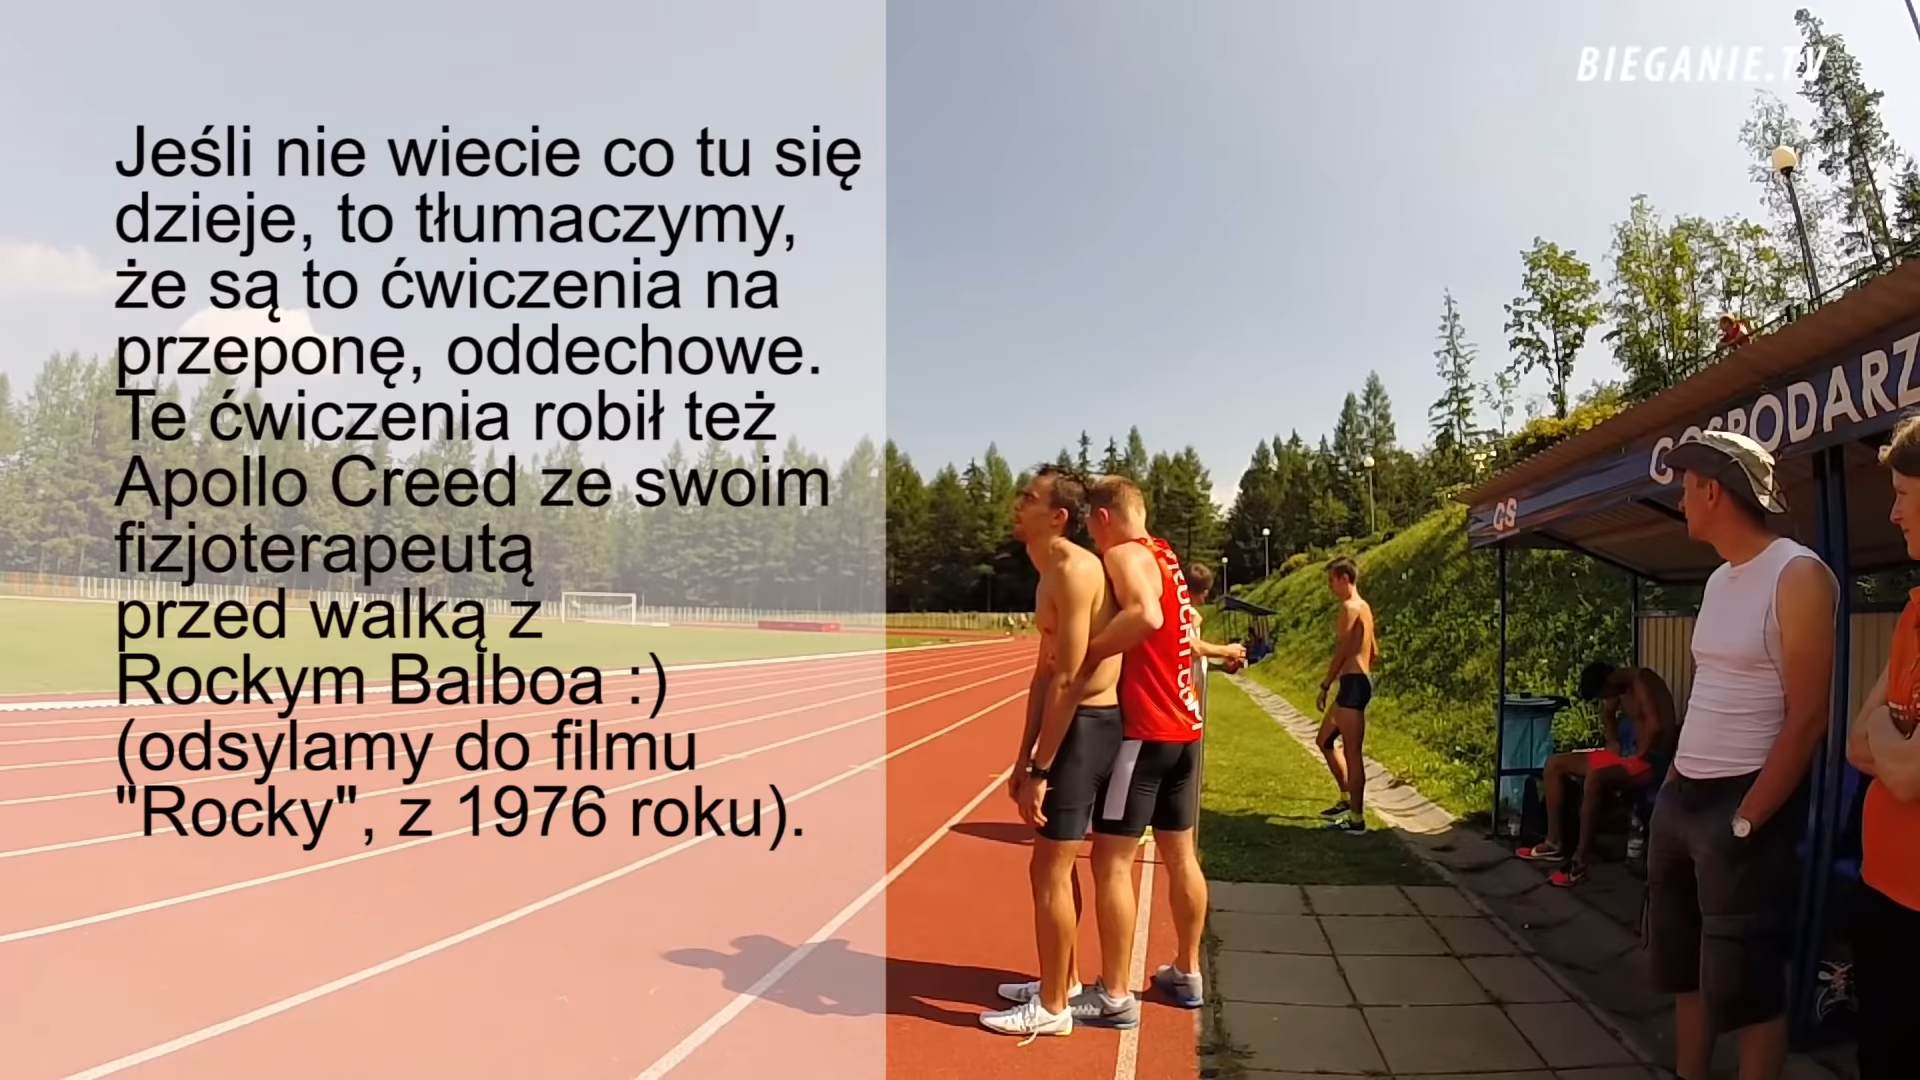 BIEGANIE.TV
Jeśli nie wiecie co tu się
dzieje, to tłumaczymy,
że są to ćwiczenia na
przeponę, oddechowe.
Te ćwiczenia robił też
Apollo Creed ze swoim
fizjoterapeutą
przed walką z
Rockym Balboa :)
(odsylamy do filmu
"Rocky", z 1976 roku).
GOSPODARZ
GS